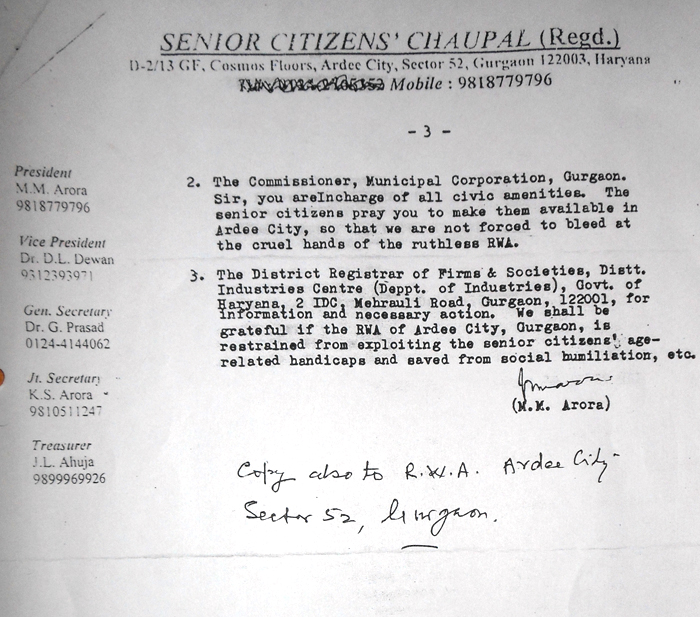 SENIOR CITIZENS' CHAUPAL (Regd.)
D-2/13 GF, Cosmos Floors, Ardee City, Sector 52, Gurgaon 122003, Haryana
Mobile : 9818779796
- 3 -
President
M.M. Arora
9818779796
Vice President
Dr. D.L. Dewan
9312393971
Gen. Secretary
Dr. G. Prasad
0124-4144062
Jt. Secretary
K.S. Arora
9810511247
Treasurer
J.L. Ahuja
9899969926
2. The Commissioner, Municipal Corporation, Gurgaon.
Sir, you areIncharge of all civic amenities. The
senior citizens pray you to make them available in
Ardee City, so that we are not forced to bleed at
the cruel hands of the ruthless RWA.
3. The District Registrar of Firms & Societies, Distt.
Industries Centre (Deppt. of Industries), Govt. of
Haryana, 2 IDC, Mehrauli Road, Gurgaon, 122001, for
information and necessary action. We shall be
grateful if the RWA of Ardee City, Gurgaon, is
restrained from exploiting the senior citizens' age-
related handicaps and saved from social humiliation, etc.
(M.M. Arora)
Copy also to R.W.A. Ardee City
Sector 52, Gurgaon.